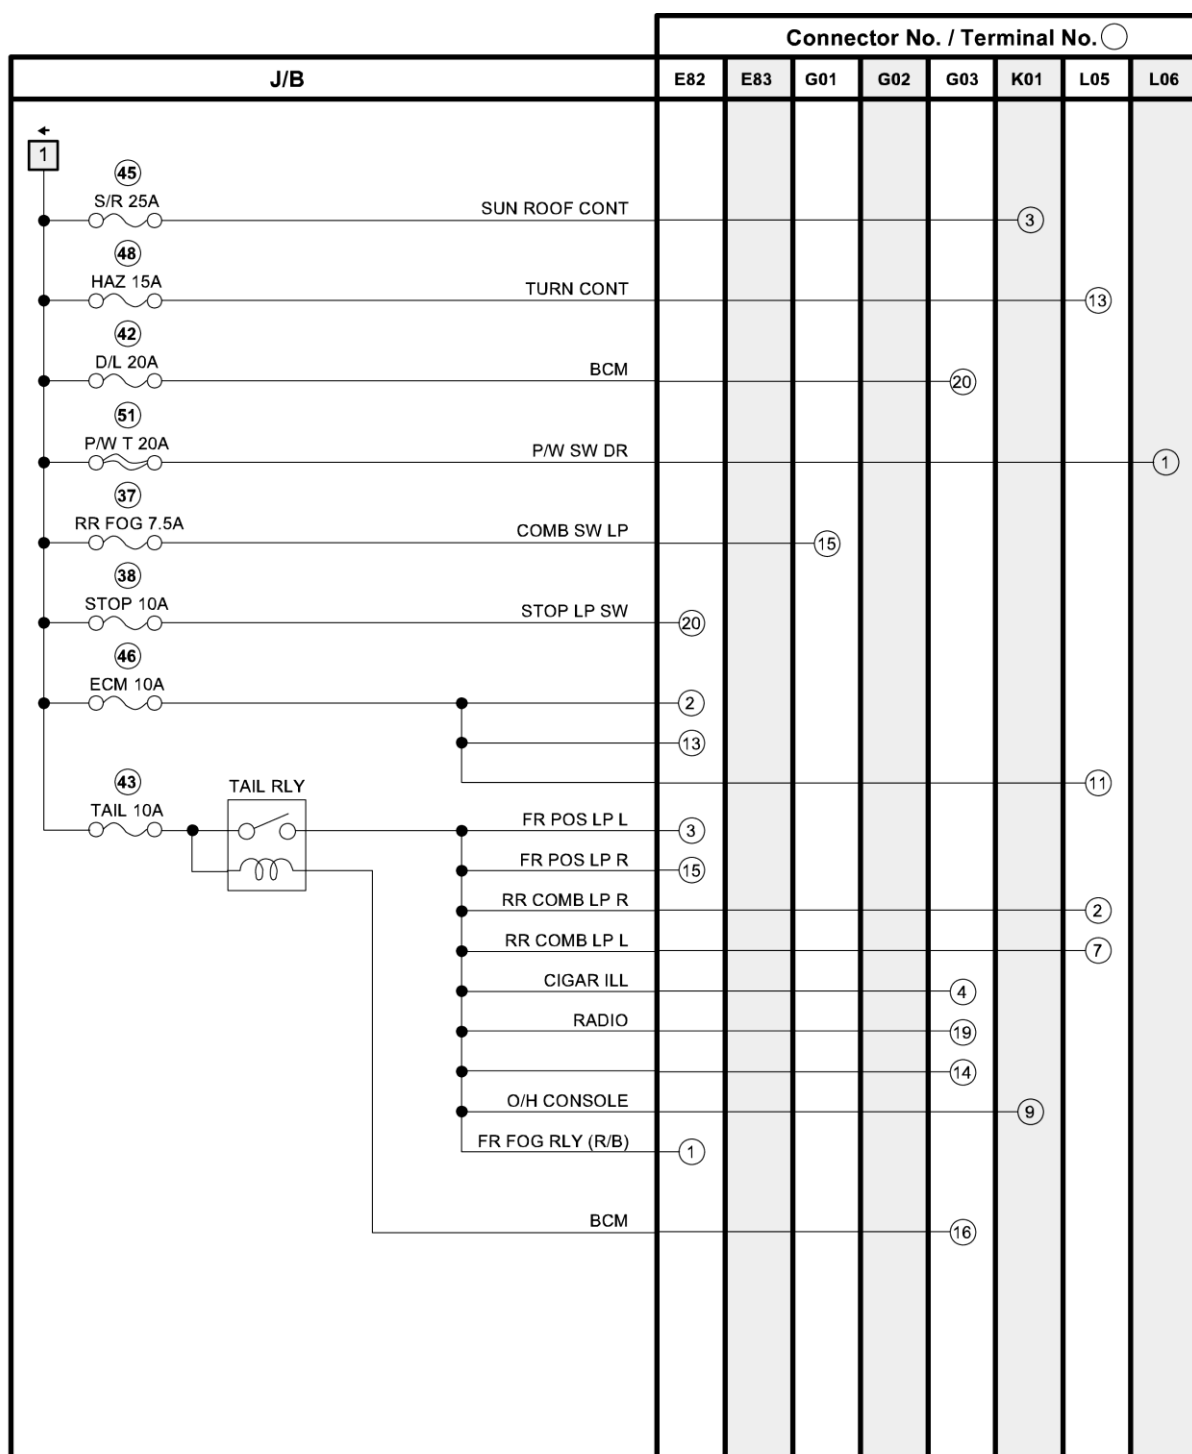 Connector No. / Terminal No.
J/B E82 E83 G01 G02 G03 K01 L05 L06
1
45
S/R 25A SUN ROOF CONT 3
48
HAZ 15A TURN CONT 13
42
D/L 20A BCM 20
51
P/W T 20A P/W SW DR 1
37
RR FOG 7.5A COMB SW LP 15
38
STOP 10A STOP LP SW 20
46
ECM 10A 2
13
43 TAIL RLY 11
TAIL 10A FR POS LP L 3
FR POS LP R 15
RR COMB LP R 2
RR COMB LP L 7
CIGAR ILL 4
RADIO 19
14
O/H CONSOLE 9
FR FOG RLY (R/B) 1
BCM 16